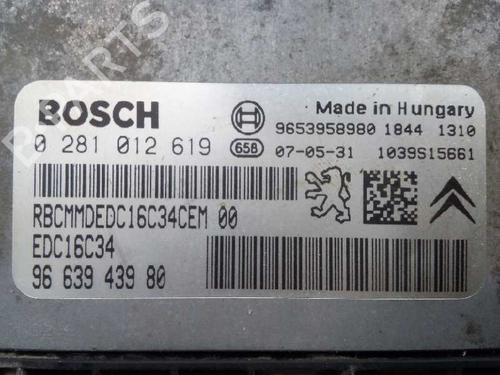 BOSCH
Made in Hungary
9653958980 1844 1310
0 281 012 619
658
07-05-31 1039S15661
RBCMMDEDC16C34CEM 00
EDC16C34
96 639 439 80
PARTS